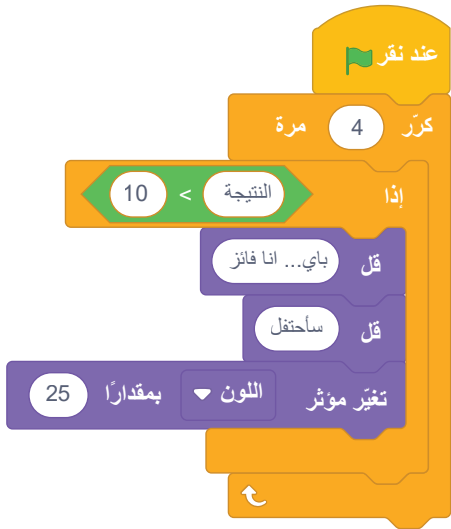 عند نقر
كرّر 4 مرة
إذا النتيجة > 10
قل باي... انا فائز
قل سأحتفل
تغيّر مؤثر اللون بمقدارًا 25